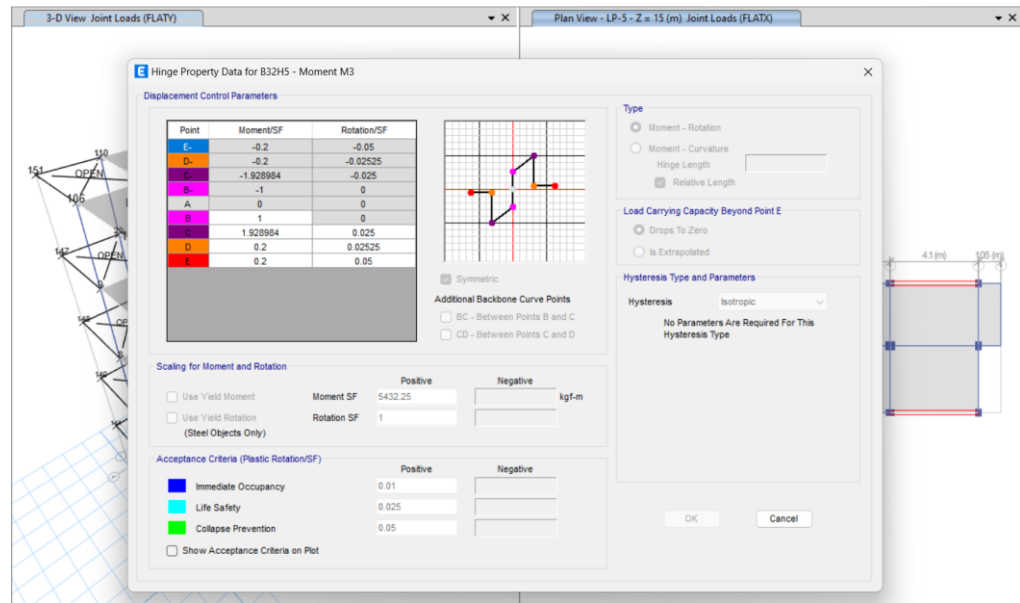 3-D View Joint Loads (FLATY)
Plan View - LP-5 - Z = 15 (m) Joint Loads (FLATX)
E Hinge Property Data for B32H5 - Moment M3
Displacement Control Parameters
Point Moment/SF Rotation/SF
E- -0.2 -0.05
D- -0.2 -0.02525
C- -1.928984 -0.025
B- -1 0
A 0 0
B 1 0
C 1.928984 0.025
D 0.2 0.02525
E 0.2 0.05
Symmetric
Additional Backbone Curve Points
BC - Between Points B and C
CD - Between Points C and D
Type
Moment - Rotation
Moment - Curvature
Hinge Length
Relative Length
Load Carrying Capacity Beyond Point E
Drops To Zero
Is Extrapolated
Hysteresis Type and Parameters
Hysteresis Isotropic
No Parameters Are Required For This
Hysteresis Type
Scaling for Moment and Rotation
Positive Negative
Use Yield Moment Moment SF 5432.25 kgf-m
Use Yield Rotation Rotation SF 1
(Steel Objects Only)
Acceptance Criteria (Plastic Rotation/SF)
Positive Negative
Immediate Occupancy 0.01
Life Safety 0.025
Collapse Prevention 0.05
Show Acceptance Criteria on Plot
OK Cancel
110
151
OPEN
106
147
OPEN
4.1 (m)
105 (m)